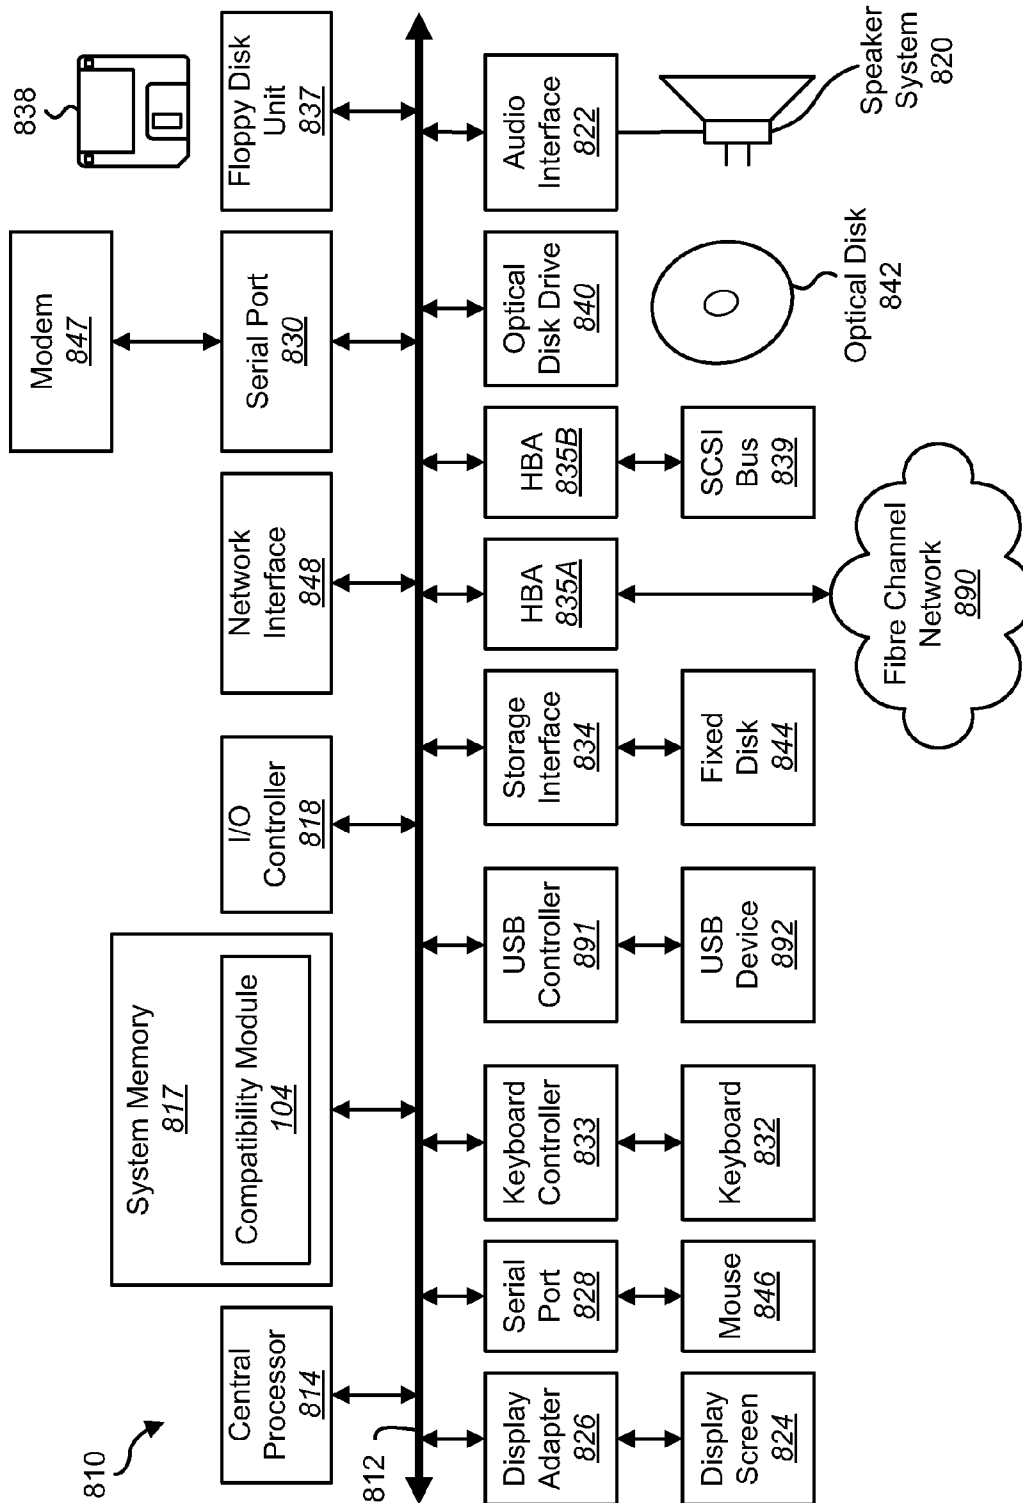 810
Central
Processor
814
System Memory
817
Compatibility Module
104
I/O
Controller
818
Network
Interface
848
Modem
847
Serial Port
830
838
Floppy Disk
Unit
837
812
Display
Adapter
826
Serial
Port
828
Keyboard
Controller
833
USB
Controller
891
Storage
Interface
834
HBA
835A
HBA
835B
Optical
Disk Drive
840
Audio
Interface
822
Display
Screen
824
Mouse
846
Keyboard
832
USB
Device
892
Fixed
Disk
844
SCSI
Bus
839
Fibre Channel
Network
890
Optical Disk
842
Speaker
System
820